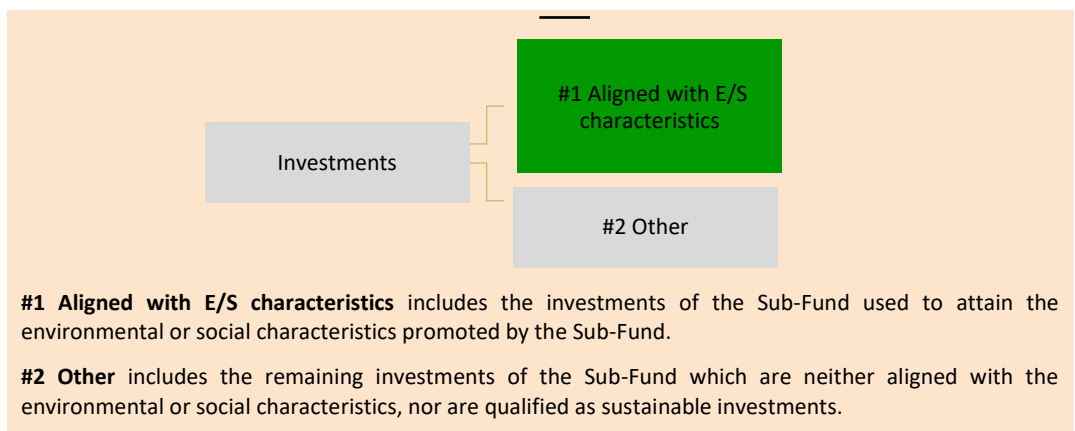 #1 Aligned with E/S
characteristics
Investments
#2 Other
#1 Aligned with E/S characteristics includes the investments of the Sub-Fund used to attain the
environmental or social characteristics promoted by the Sub-Fund.
#2 Other includes the remaining investments of the Sub-Fund which are neither aligned with the
environmental or social characteristics, nor are qualified as sustainable investments.